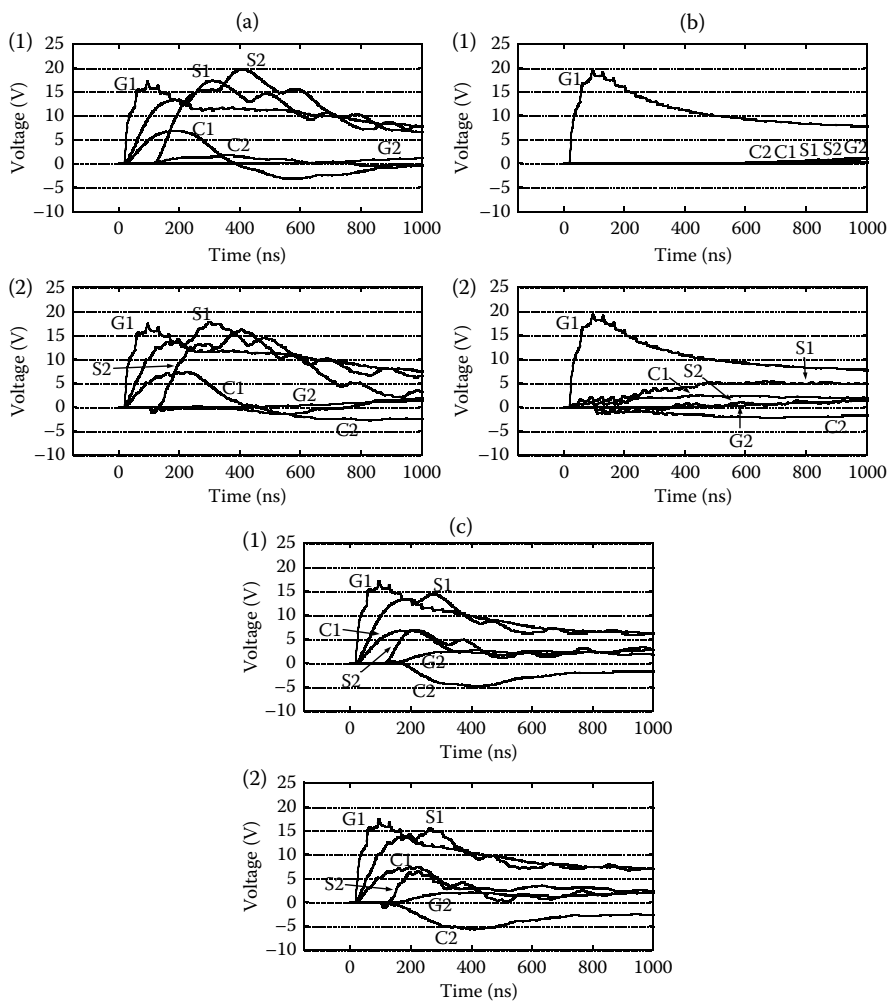 (a)
(1)
25
20
15
10
5
0
−5
−10
Voltage (V)
G1
S1
S2
C1
C2
G2
0 200 400 600 800 1000
Time (ns)
(b)
(1)
25
20
15
10
5
0
−5
−10
Voltage (V)
G1
C2 C1 S1 S2 G2
0 200 400 600 800 1000
Time (ns)
(2)
25
20
15
10
5
0
−5
−10
Voltage (V)
G1
S1
S2
C1
G2
C2
0 200 400 600 800 1000
Time (ns)
(2)
25
20
15
10
5
0
−5
−10
Voltage (V)
G1
S1
C1
S2
C2
G2
0 200 400 600 800 1000
Time (ns)
(c)
(1)
25
20
15
10
5
0
−5
−10
Voltage (V)
G1
S1
C1
G2
S2
C2
0 200 400 600 800 1000
Time (ns)
(2)
25
20
15
10
5
0
−5
−10
Voltage (V)
G1
S1
C1
S2
G2
C2
0 200 400 600 800 1000
Time (ns)